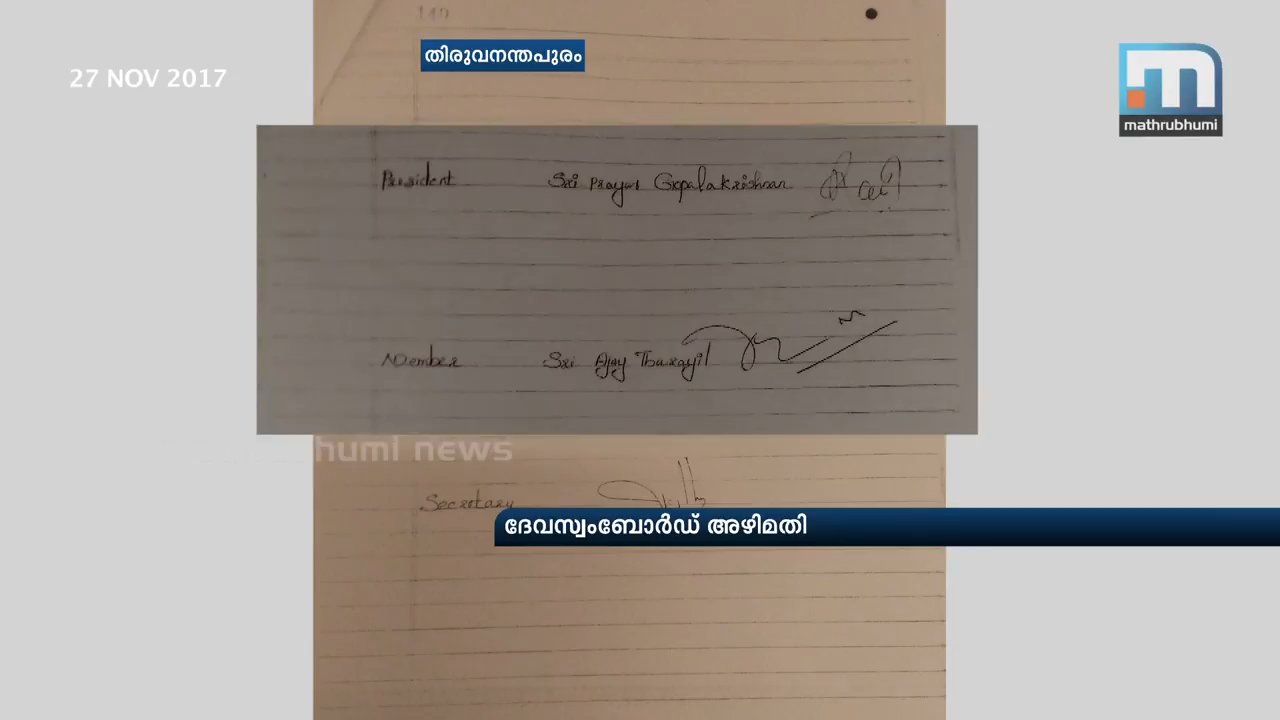 149
തിരുവനന്തപുരം
27 NOV 2017
mathrubhumi
President Sri Prayar Gopalakrishnan
Member Sri Ajay Tharayil
humi news
Secretary
ദേവസ്വംബോർഡ് അഴിമതി